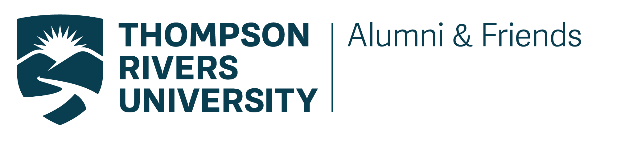 THOMPSON
RIVERS
UNIVERSITY
Alumni & Friends